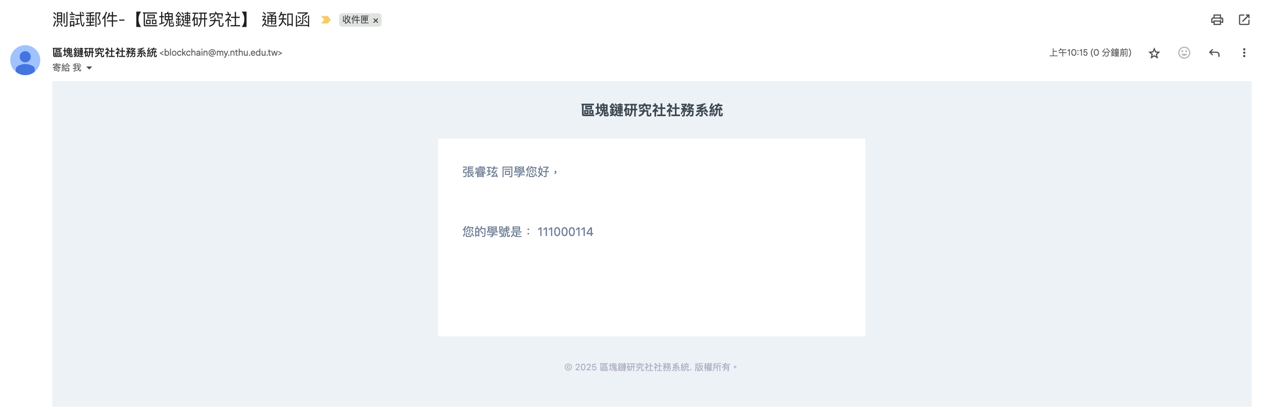 測試郵件-【區塊鏈研究社】 通知函 收件匣 ×
區塊鏈研究社社務系統 <blockchain@my.nthu.edu.tw> 上午10:15 (0 分鐘前)
寄給 我
區塊鏈研究社社務系統
張睿玹 同學您好，
您的學號是： 111000114
© 2025 區塊鏈研究社社務系統. 版權所有。